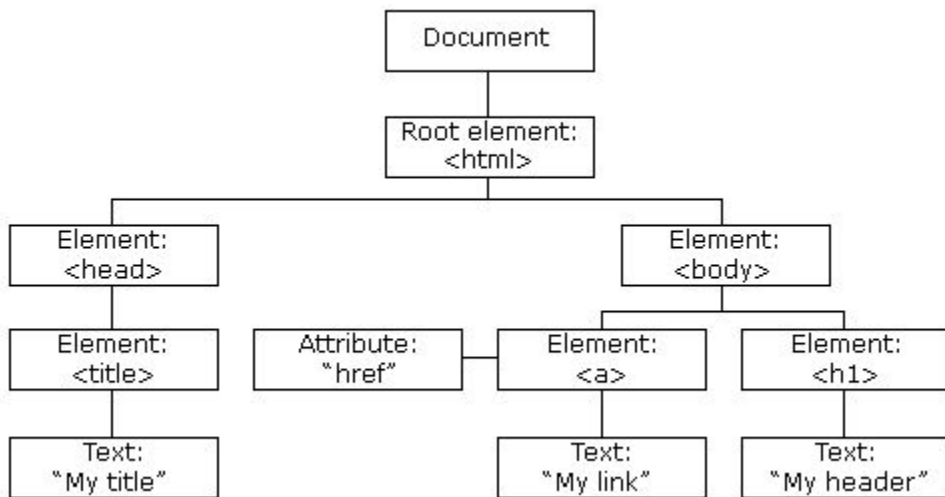 Document
Root element:
<html>
Element:
<head>
Element:
<body>
Element:
<title>
Attribute:
“href”
Element:
<a>
Element:
<h1>
Text:
“My title”
Text:
“My link”
Text:
“My header”